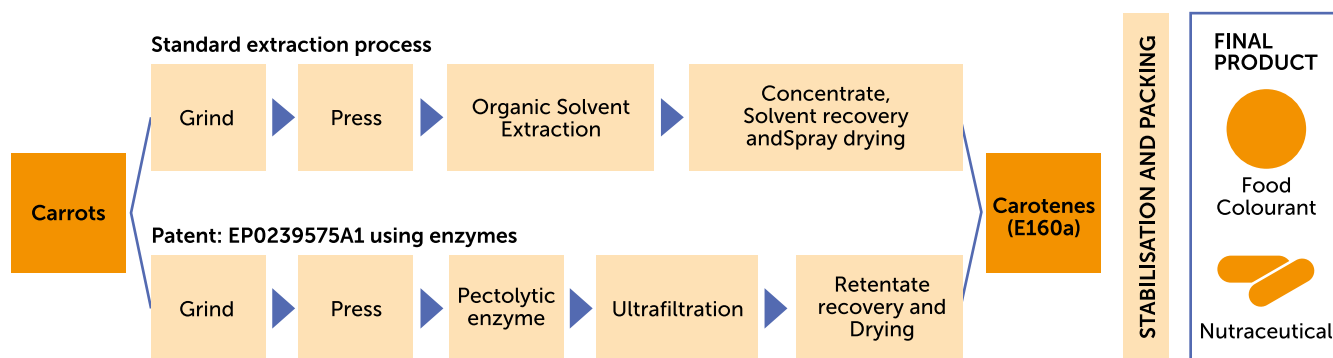 Standard extraction process
Grind
Press
Organic Solvent
Extraction
Concentrate,
Solvent recovery
andSpray drying
Carrots
Patent: EP0239575A1 using enzymes
Grind
Press
Pectolytic
enzyme
Ultrafiltration
Retentate
recovery and
Drying
Carotenes
(E160a)
STABILISATION AND PACKING
FINAL
PRODUCT
Food
Colourant
Nutraceutical